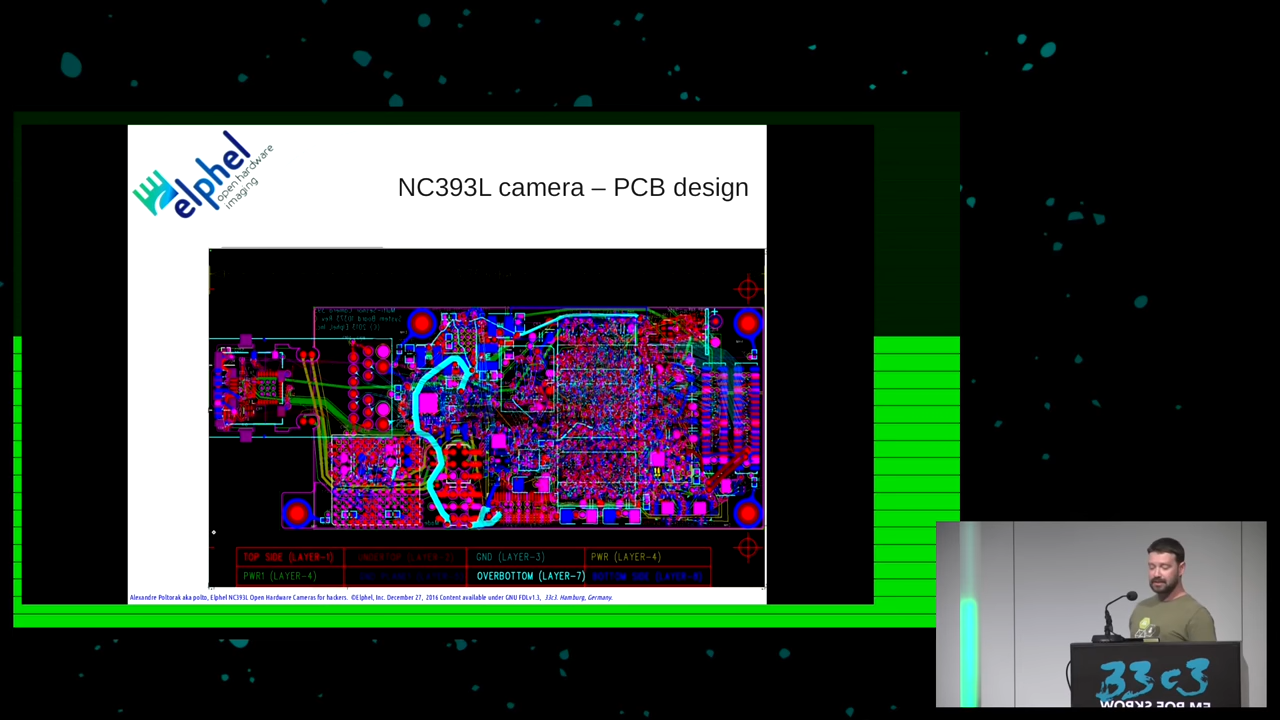 elphel
open hardware
imaging
NC393L camera – PCB design
TOP SIDE (LAYER-1)
GND (LAYER-3)
PWR (LAYER-4)
PWR1 (LAYER-4)
OVERBOTTOM (LAYER-7)
Alexandre Poltorak aka polto, Elphel NC393L Open Hardware Cameras for hackers. ©Elphel, Inc. December 27, 2016 Content available under GNU FDLv1.3, 33c3. Hamburg, Germany.
33c3